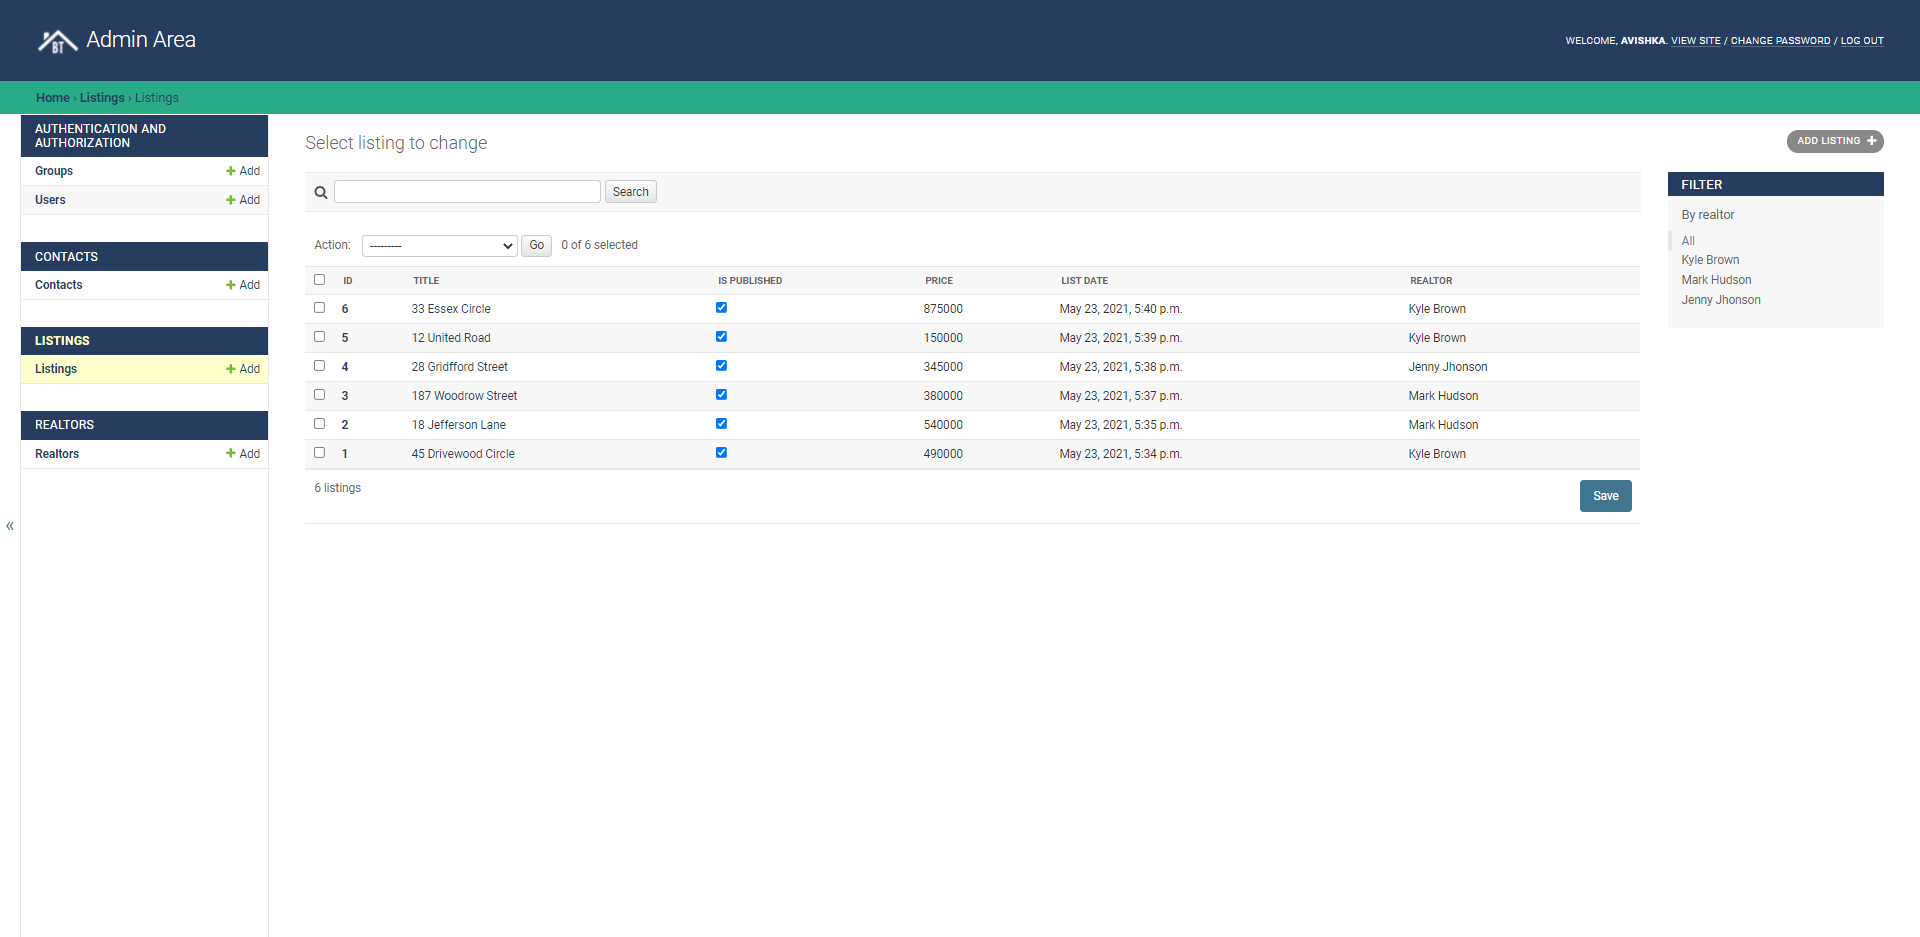 BT Admin Area
WELCOME, AVISHKA. VIEW SITE / CHANGE PASSWORD / LOG OUT
Home › Listings › Listings
AUTHENTICATION AND
AUTHORIZATION
Groups + Add
Users + Add
CONTACTS
Contacts + Add
LISTINGS
Listings + Add
REALTORS
Realtors + Add
«
Select listing to change
ADD LISTING +
Search
Action: --------- Go 0 of 6 selected
ID TITLE IS PUBLISHED PRICE LIST DATE REALTOR
6 33 Essex Circle 875000 May 23, 2021, 5:40 p.m. Kyle Brown
5 12 United Road 150000 May 23, 2021, 5:39 p.m. Kyle Brown
4 28 Gridfford Street 345000 May 23, 2021, 5:38 p.m. Jenny Jhonson
3 187 Woodrow Street 380000 May 23, 2021, 5:37 p.m. Mark Hudson
2 18 Jefferson Lane 540000 May 23, 2021, 5:35 p.m. Mark Hudson
1 45 Drivewood Circle 490000 May 23, 2021, 5:34 p.m. Kyle Brown
6 listings
Save
FILTER
By realtor
All
Kyle Brown
Mark Hudson
Jenny Jhonson